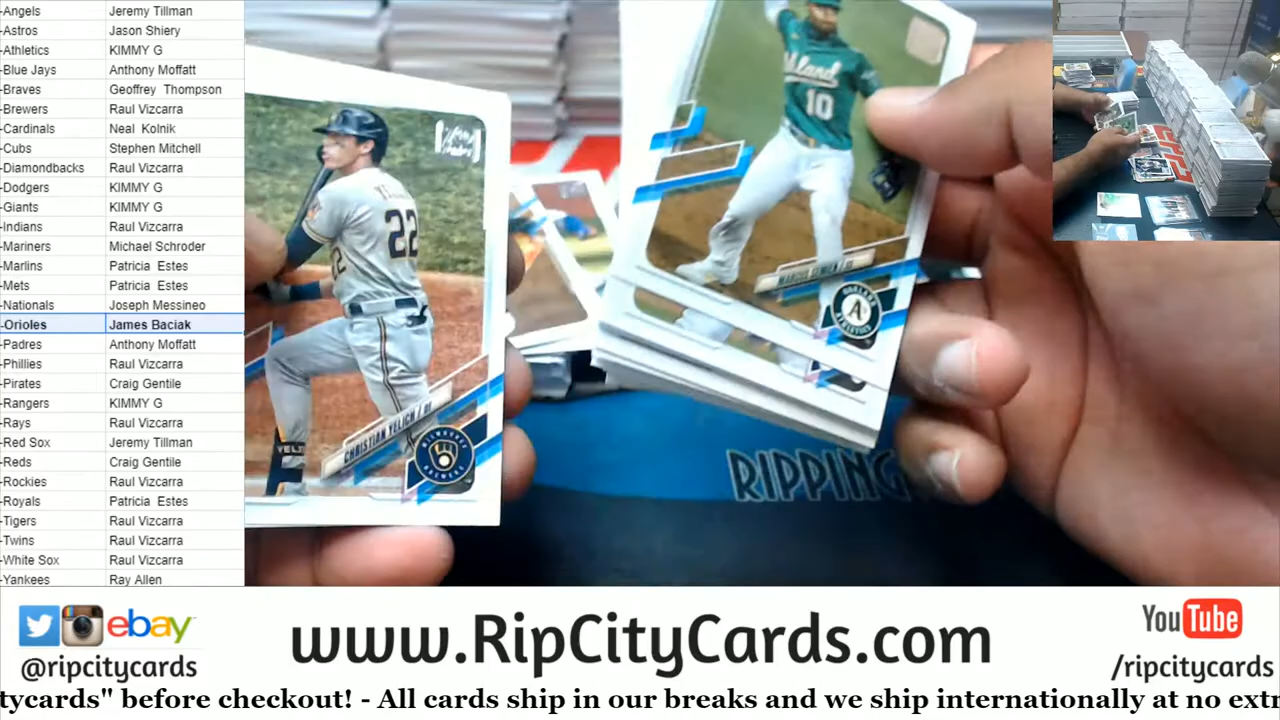 -Angels Jeremy Tillman
-Astros Jason Shiery
-Athletics KIMMY G
-Blue Jays Anthony Moffatt
-Braves Geoffrey Thompson
-Brewers Raul Vizcarra
-Cardinals Neal Kolnik
-Cubs Stephen Mitchell
-Diamondbacks Raul Vizcarra
-Dodgers KIMMY G
-Giants KIMMY G
-Indians Raul Vizcarra
-Mariners Michael Schroder
-Marlins Patricia Estes
-Mets Patricia Estes
-Nationals Joseph Messineo
-Orioles James Baciak
-Padres Anthony Moffatt
-Phillies Raul Vizcarra
-Pirates Craig Gentile
-Rangers KIMMY G
-Rays Raul Vizcarra
-Red Sox Jeremy Tillman
-Reds Craig Gentile
-Rockies Raul Vizcarra
-Royals Patricia Estes
-Tigers Raul Vizcarra
-Twins Raul Vizcarra
-White Sox Raul Vizcarra
-Yankees Ray Allen
22
CHRISTIAN YELICH / OF
10
RIPPING
ebay
@ripcitycards
www.RipCityCards.com
YouTube
/ripcitycards
tycards" before checkout! - All cards ship in our breaks and we ship internationally at no extr